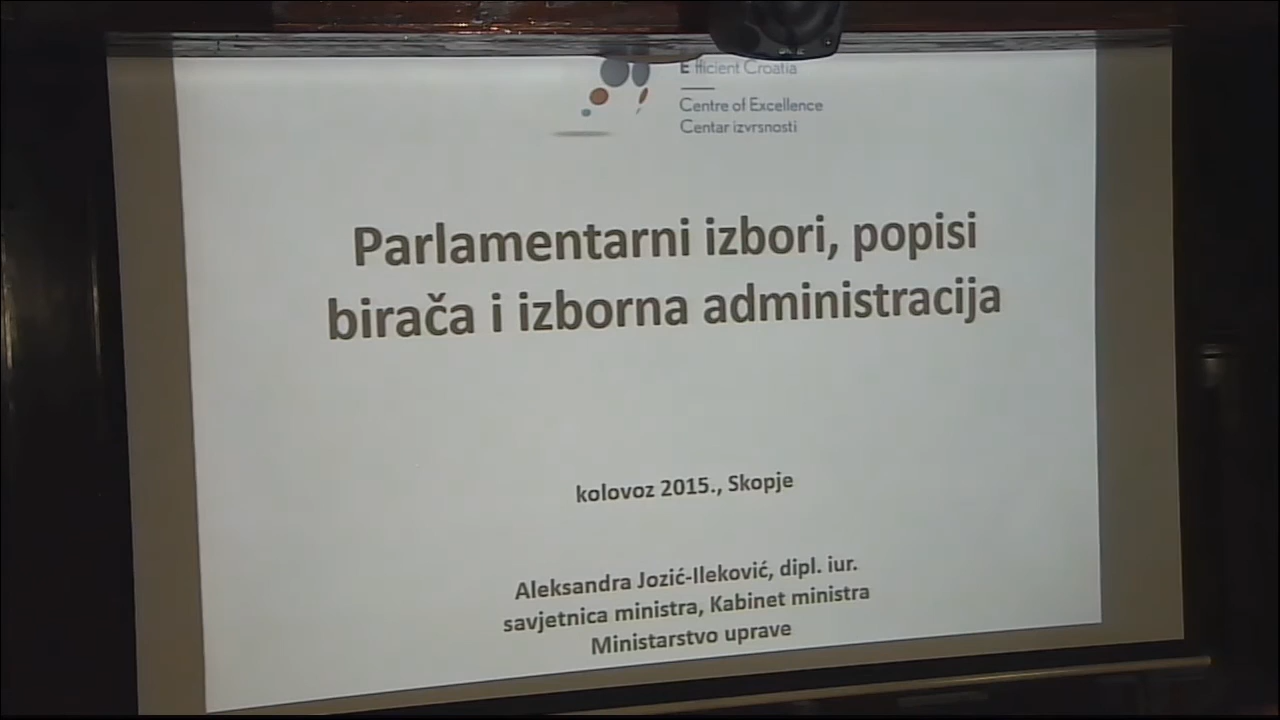 Efficient Croatia
Centre of Excellence
Centar izvrsnosti
Parlamentarni izbori, popisi
birača i izborna administracija
kolovoz 2015., Skopje
Aleksandra Jozić-Ileković, dipl. iur.
savjetnica ministra, Kabinet ministra
Ministarstvo uprave